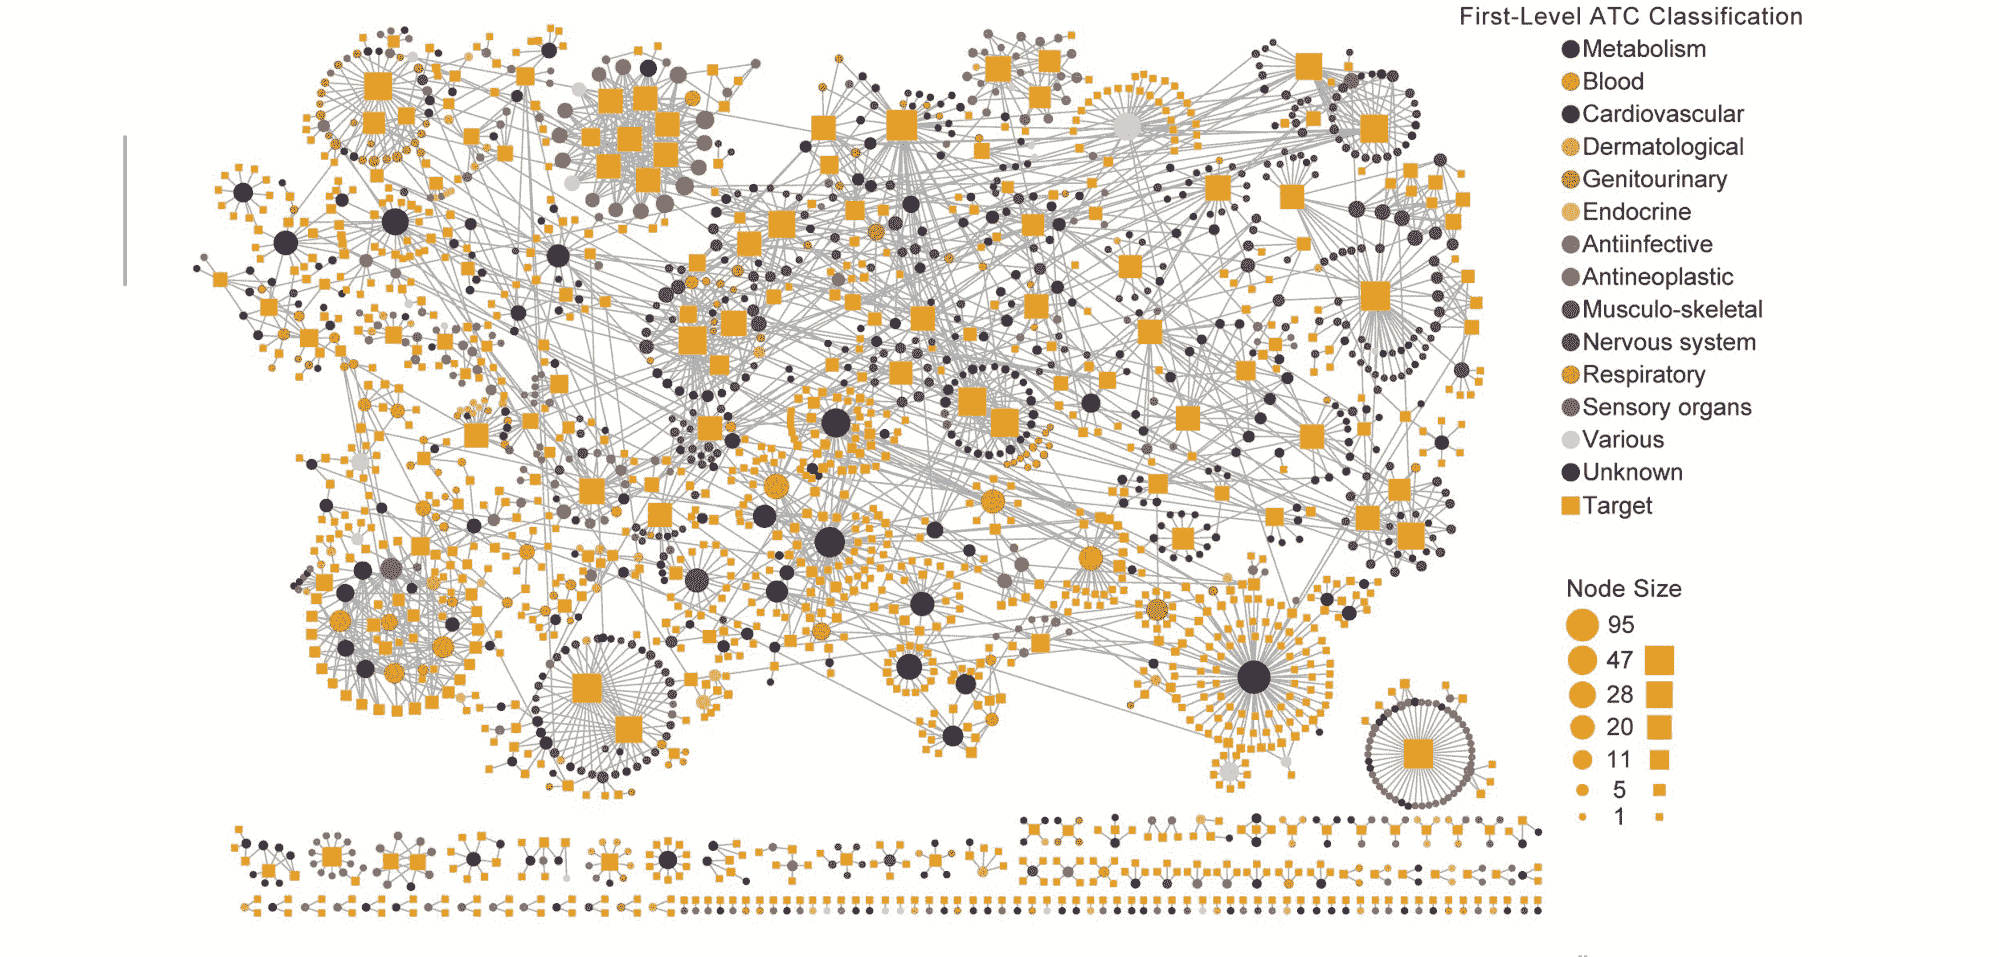 First-Level ATC Classification
Metabolism
Blood
Cardiovascular
Dermatological
Genitourinary
Endocrine
Antiinfective
Antineoplastic
Musculo-skeletal
Nervous system
Respiratory
Sensory organs
Various
Unknown
Target
Node Size
95
47
28
20
11
5
1